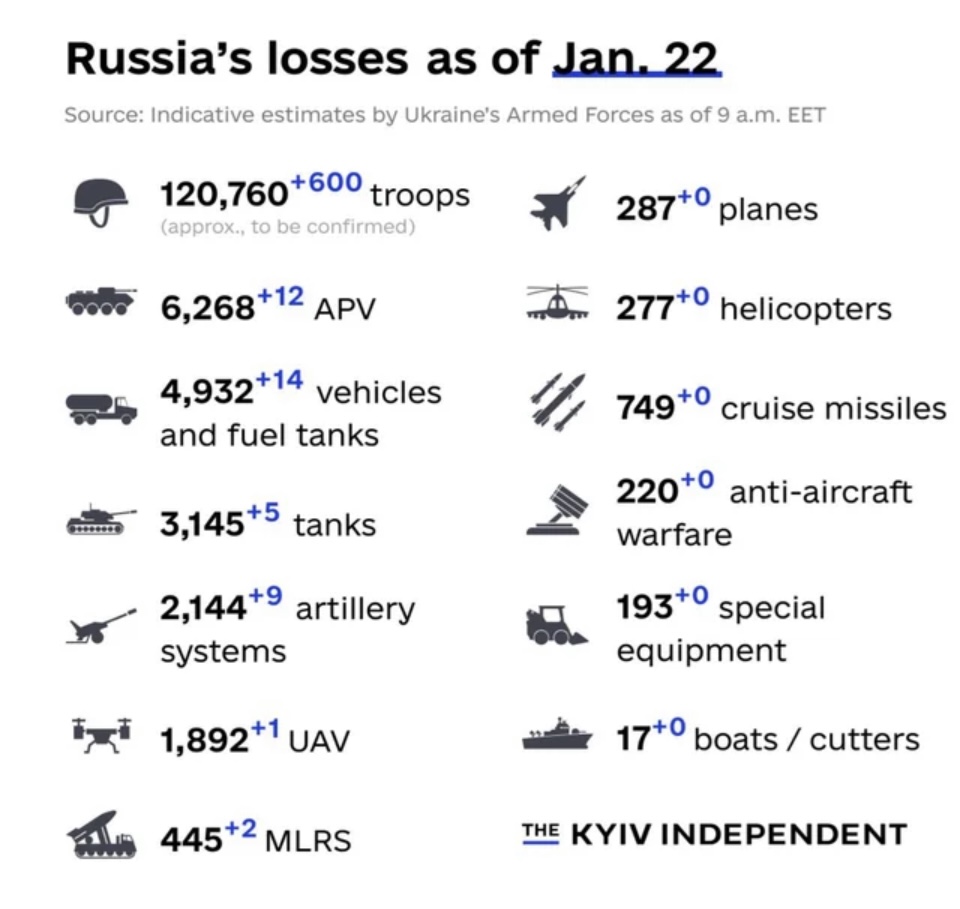 Russia's losses as of Jan. 22
Source: Indicative estimates by Ukraine's Armed Forces as of 9 a.m. EET
120,760+600 troops
(approx., to be confirmed)
6,268+12 APV
4,932+14 vehicles
and fuel tanks
3,145+5 tanks
2,144+9 artillery
systems
1,892+1 UAV
445+2 MLRS
287+0 planes
277+0 helicopters
749+0 cruise missiles
220+0 anti-aircraft
warfare
193+0 special
equipment
17+0 boats / cutters
THE KYIV INDEPENDENT